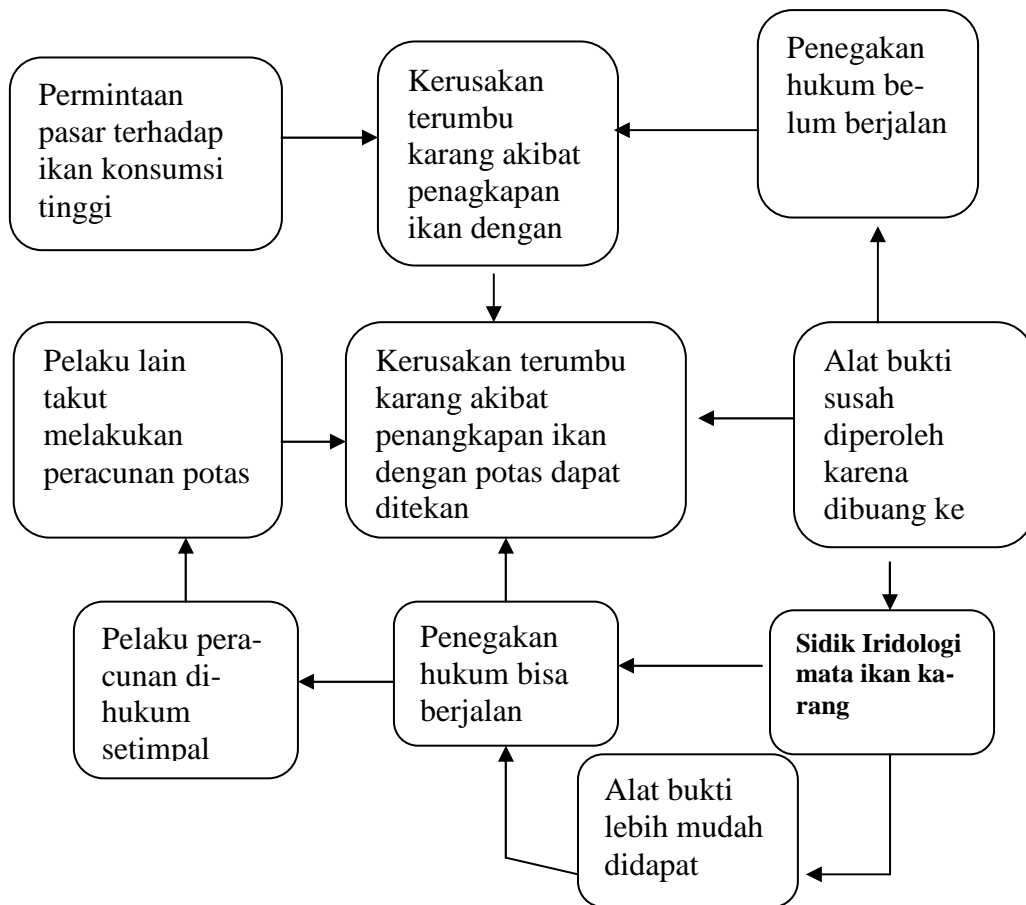 Permintaan
pasar terhadap
ikan konsumsi
tinggi
Kerusakan
terumbu
karang akibat
penagkapan
ikan dengan
Penegakan
hukum be-
lum berjalan
Pelaku lain
takut
melakukan
peracunan potas
Kerusakan terumbu
karang akibat
penangkapan ikan
dengan potas dapat
ditekan
Alat bukti
susah
diperoleh
karena
dibuang ke
Pelaku pera-
cunan di-
hukum
setimpal
Penegakan
hukum bisa
berjalan
Sidik Iridologi
mata ikan ka-
rang
Alat bukti
lebih mudah
didapat